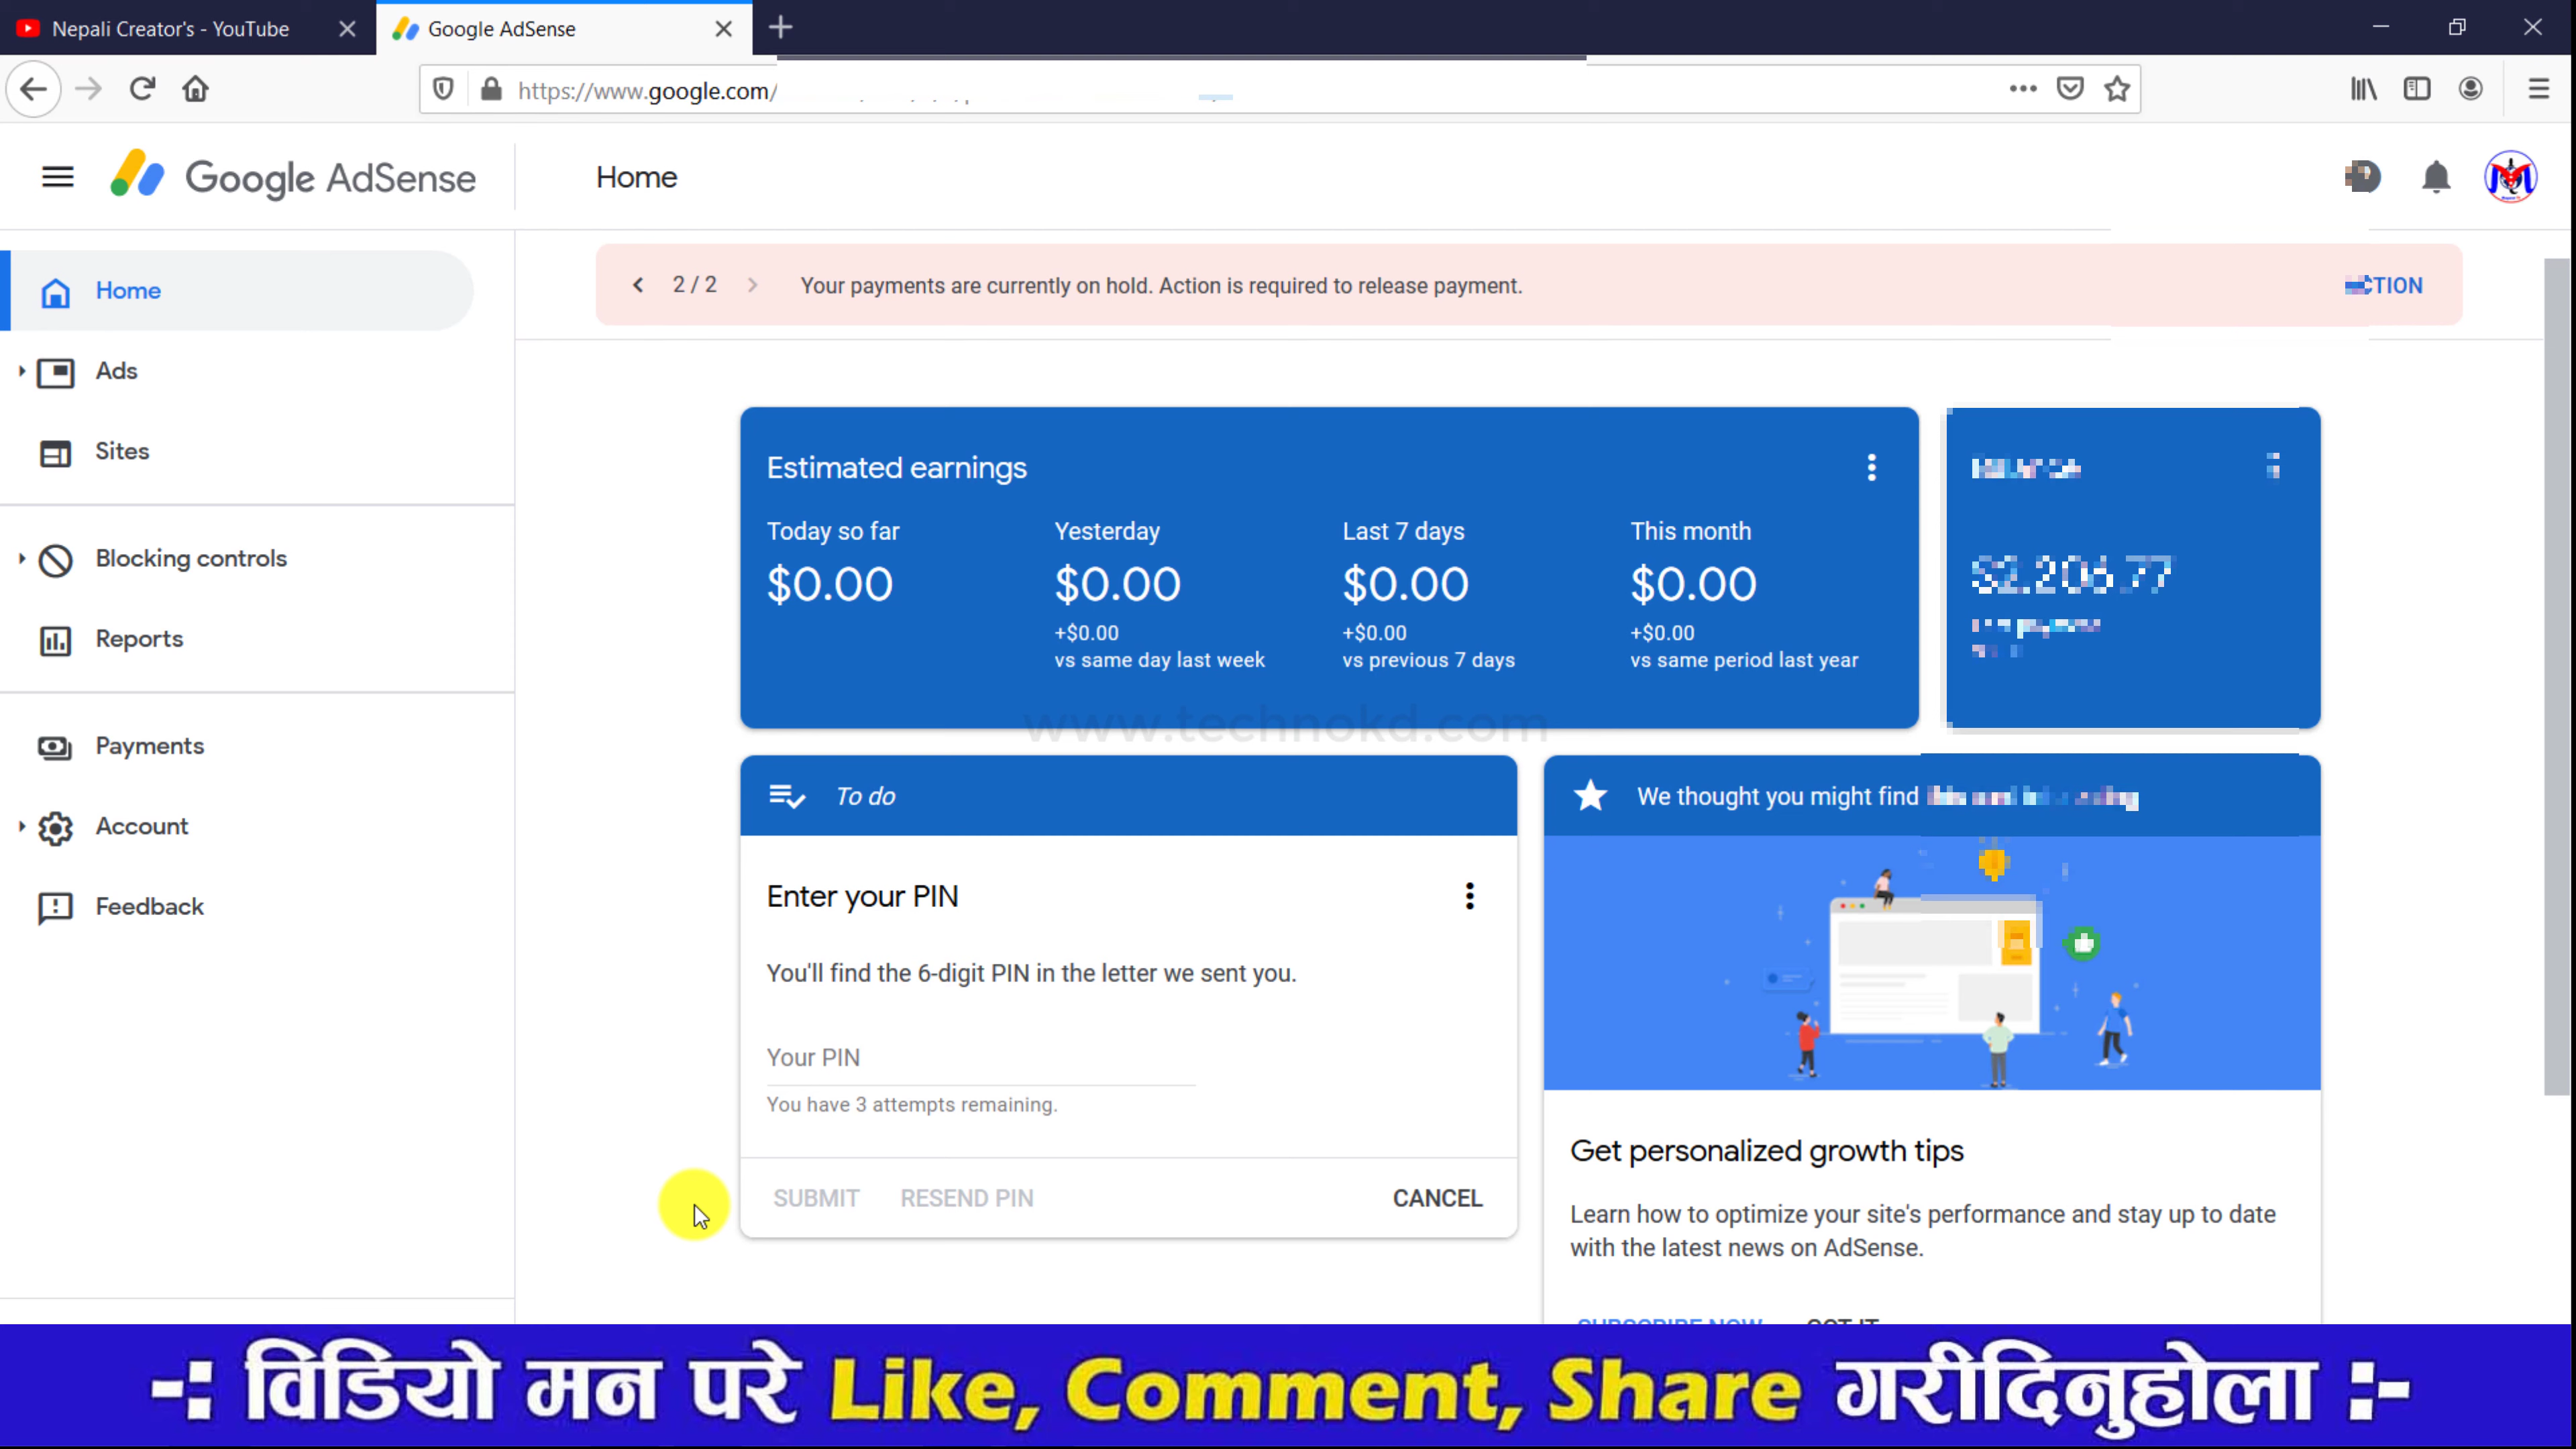 Nepali Creator's - YouTube
Google AdSense
https://www.google.com/
Google AdSense
Home
Home
Ads
Sites
Blocking controls
Reports
Payments
Account
Feedback
2 / 2
Your payments are currently on hold. Action is required to release payment.
Estimated earnings
Today so far
$0.00
Yesterday
$0.00
+$0.00
vs same day last week
Last 7 days
$0.00
+$0.00
vs previous 7 days
This month
$0.00
+$0.00
vs same period last year
www.technokd.com
To do
Enter your PIN
You'll find the 6-digit PIN in the letter we sent you.
Your PIN
You have 3 attempts remaining.
SUBMIT
RESEND PIN
CANCEL
We thought you might find
Get personalized growth tips
Learn how to optimize your site's performance and stay up to date
with the latest news on AdSense.
SUBSCRIBE NOW
GOT IT
-: विडियो मन परे Like, Comment, Share गरीदिनुहोला :-